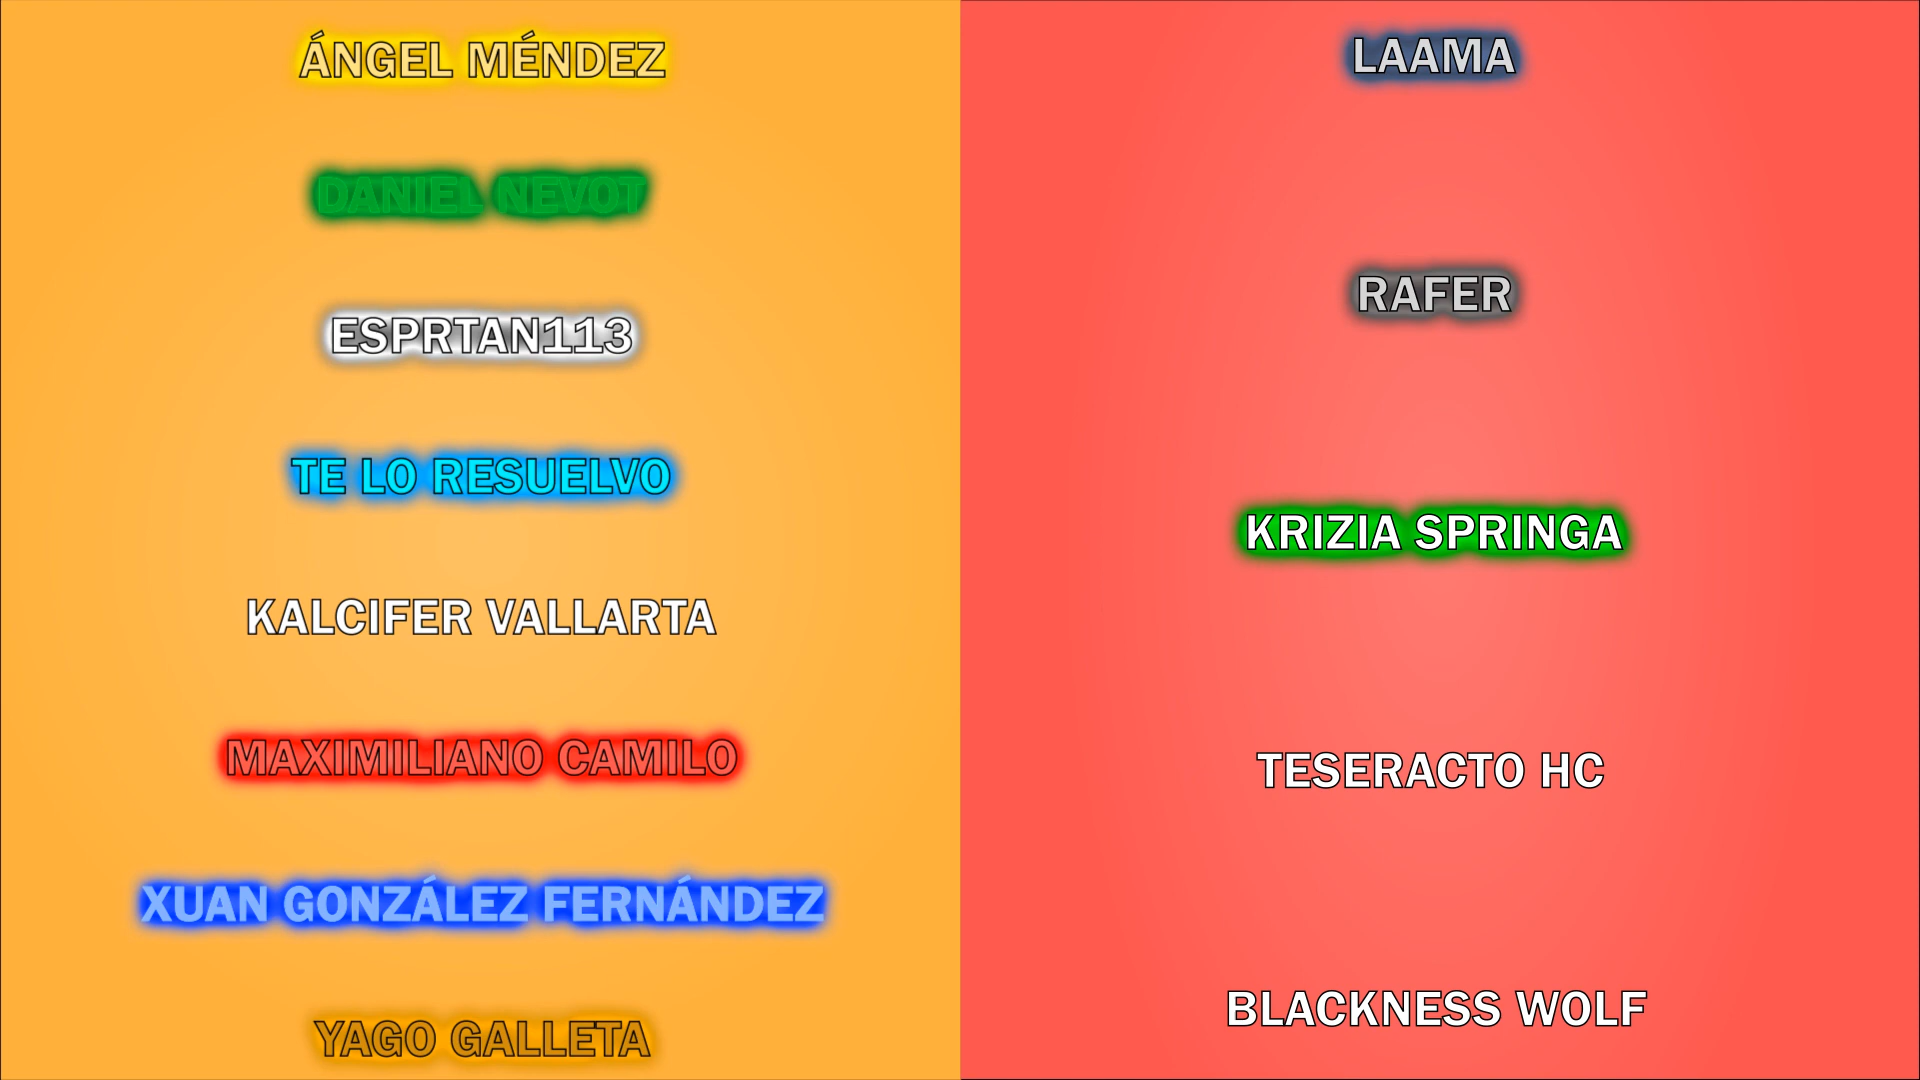 ÁNGEL MÉNDEZ
DANIEL NEVOT
ESPRTAN113
TE LO RESUELVO
KALCIFER VALLARTA
MAXIMILIANO CAMILO
XUAN GONZÁLEZ FERNÁNDEZ
YAGO GALLETA
LAAMA
RAFER
KRIZIA SPRINGA
TESERACTO HC
BLACKNESS WOLF